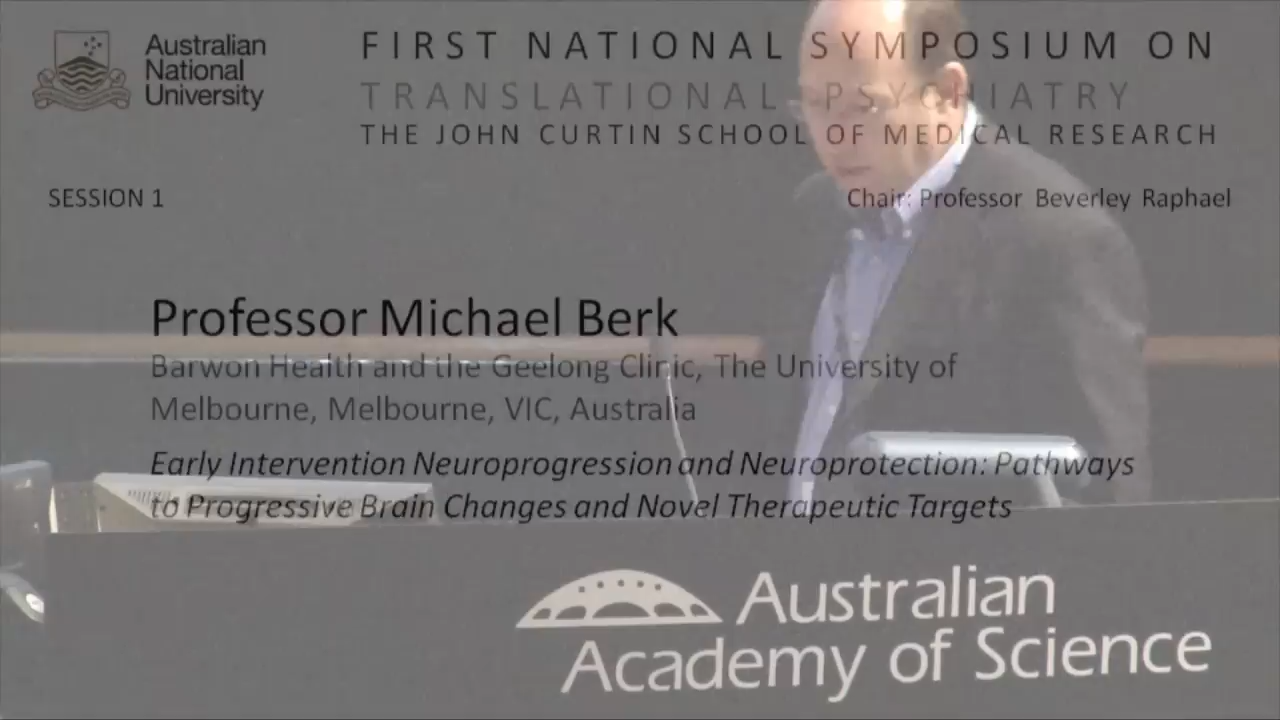 Australian
National
University
FIRST NATIONAL SYMPOSIUM ON
TRANSLATIONAL PSYCHIATRY
THE JOHN CURTIN SCHOOL OF MEDICAL RESEARCH
SESSION 1
Chair: Professor Beverley Raphael
Professor Michael Berk
Barwon Health and the Geelong Clinic, The University of
Melbourne, Melbourne, VIC, Australia
Early Intervention Neuroprogression and Neuroprotection: Pathways
to Progressive Brain Changes and Novel Therapeutic Targets
Australian
Academy of Science